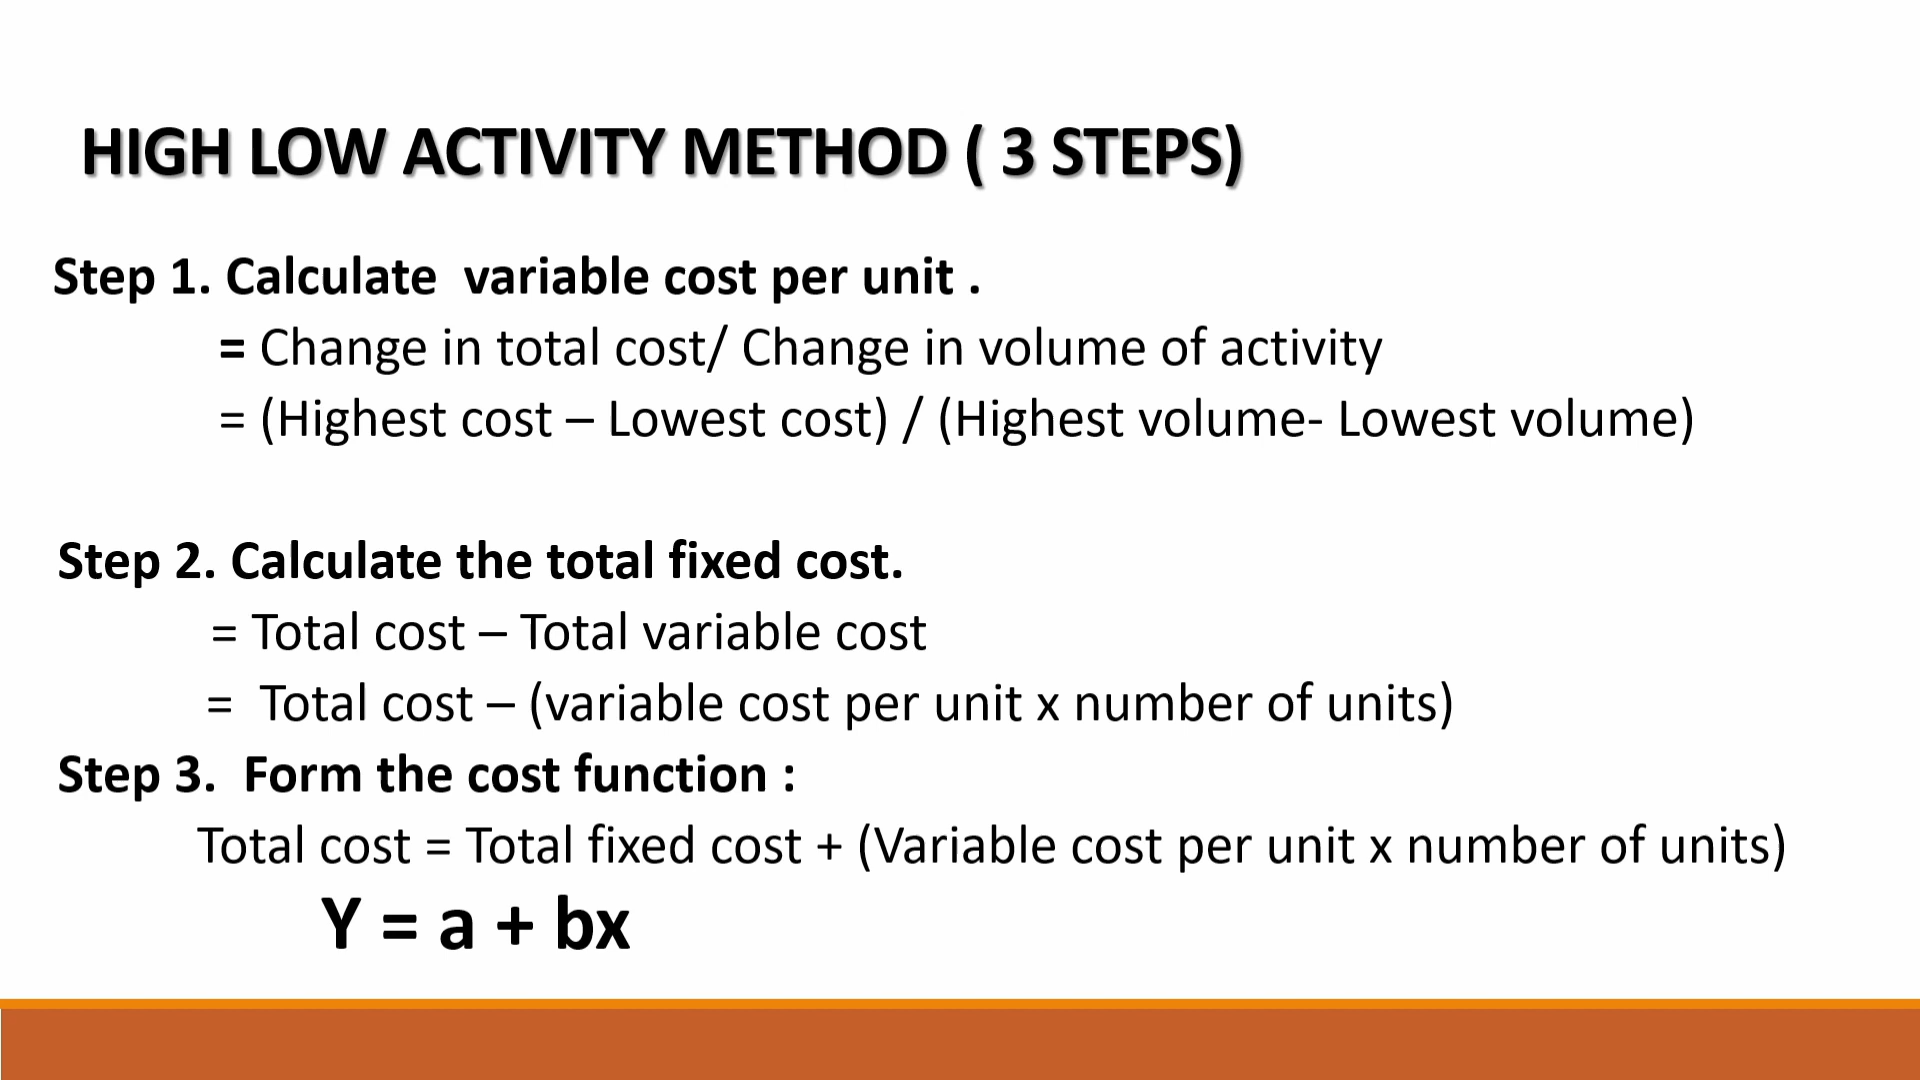 HIGH LOW ACTIVITY METHOD ( 3 STEPS)
Step 1. Calculate  variable cost per unit .
= Change in total cost/ Change in volume of activity
= (Highest cost – Lowest cost) / (Highest volume- Lowest volume)
Step 2. Calculate the total fixed cost.
= Total cost – Total variable cost
=  Total cost – (variable cost per unit x number of units)
Step 3.  Form the cost function :
Total cost = Total fixed cost + (Variable cost per unit x number of units)
Y = a + bx